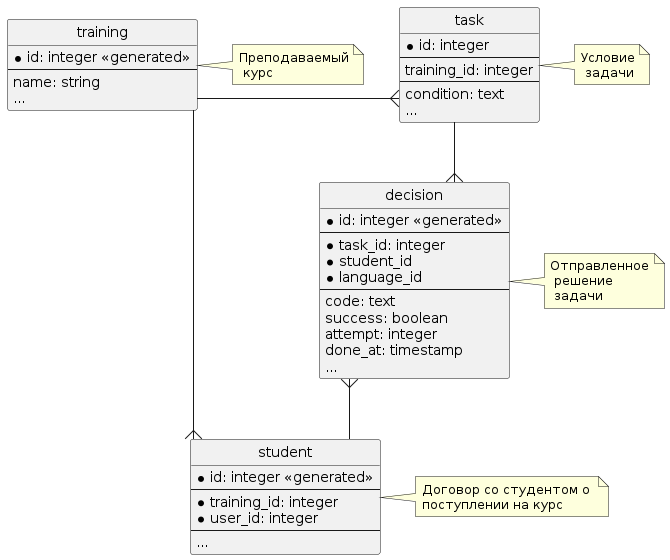 training
id: integer «generated»
name: string
...
Преподаваемый
курс
task
id: integer
training_id: integer
condition: text
...
Условие
задачи
decision
id: integer «generated»
task_id: integer
student_id
language_id
code: text
success: boolean
attempt: integer
done_at: timestamp
...
Отправленное
решение
задачи
student
id: integer «generated»
training_id: integer
user_id: integer
...
Договор со студентом о
поступлении на курс